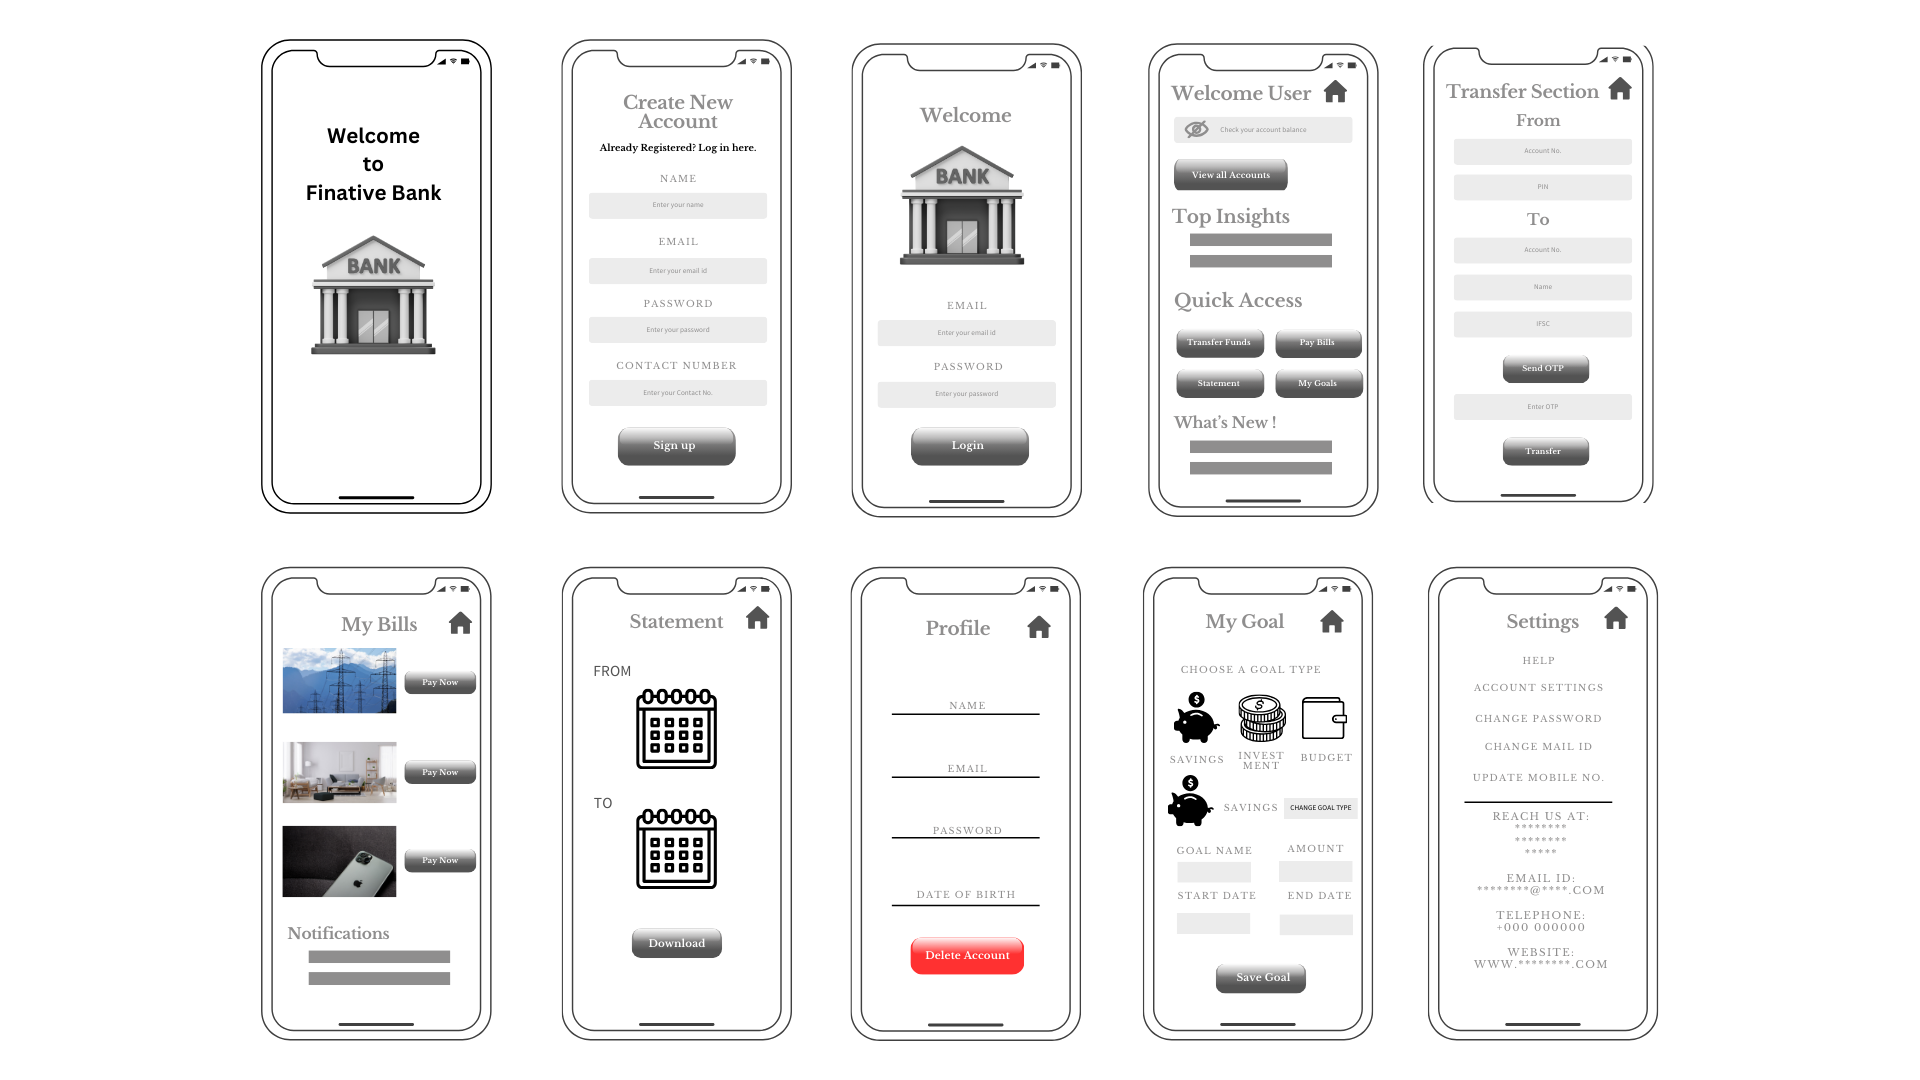 Welcome
to
Finative Bank
BANK
Create New
Account
Already Registered? Log in here.
NAME
Enter your name
EMAIL
Enter your email id
PASSWORD
Enter your password
CONTACT NUMBER
Enter your Contact No.
Sign up
Welcome
BANK
EMAIL
Enter your email id
PASSWORD
Enter your password
Login
Welcome User
Check your account balance
View all Accounts
Top Insights
Quick Access
Transfer Funds
Pay Bills
Statement
My Goals
What's New !
Transfer Section
From
Account No.
PIN
To
Account No.
Name
IFSC
Send OTP
Enter OTP
Transfer
My Bills
Pay Now
Pay Now
Pay Now
Notifications
Statement
FROM
TO
Download
Profile
NAME
EMAIL
PASSWORD
DATE OF BIRTH
Delete Account
My Goal
CHOOSE A GOAL TYPE
$
$
SAVINGS
INVEST
MENT
BUDGET
$
SAVINGS
CHANGE GOAL TYPE
GOAL NAME
AMOUNT
START DATE
END DATE
Save Goal
Settings
HELP
ACCOUNT SETTINGS
CHANGE PASSWORD
CHANGE MAIL ID
UPDATE MOBILE NO.
REACH US AT:
********
********
*****
EMAIL ID:
********@****.COM
TELEPHONE:
+000 000000
WEBSITE:
WWW.********.COM